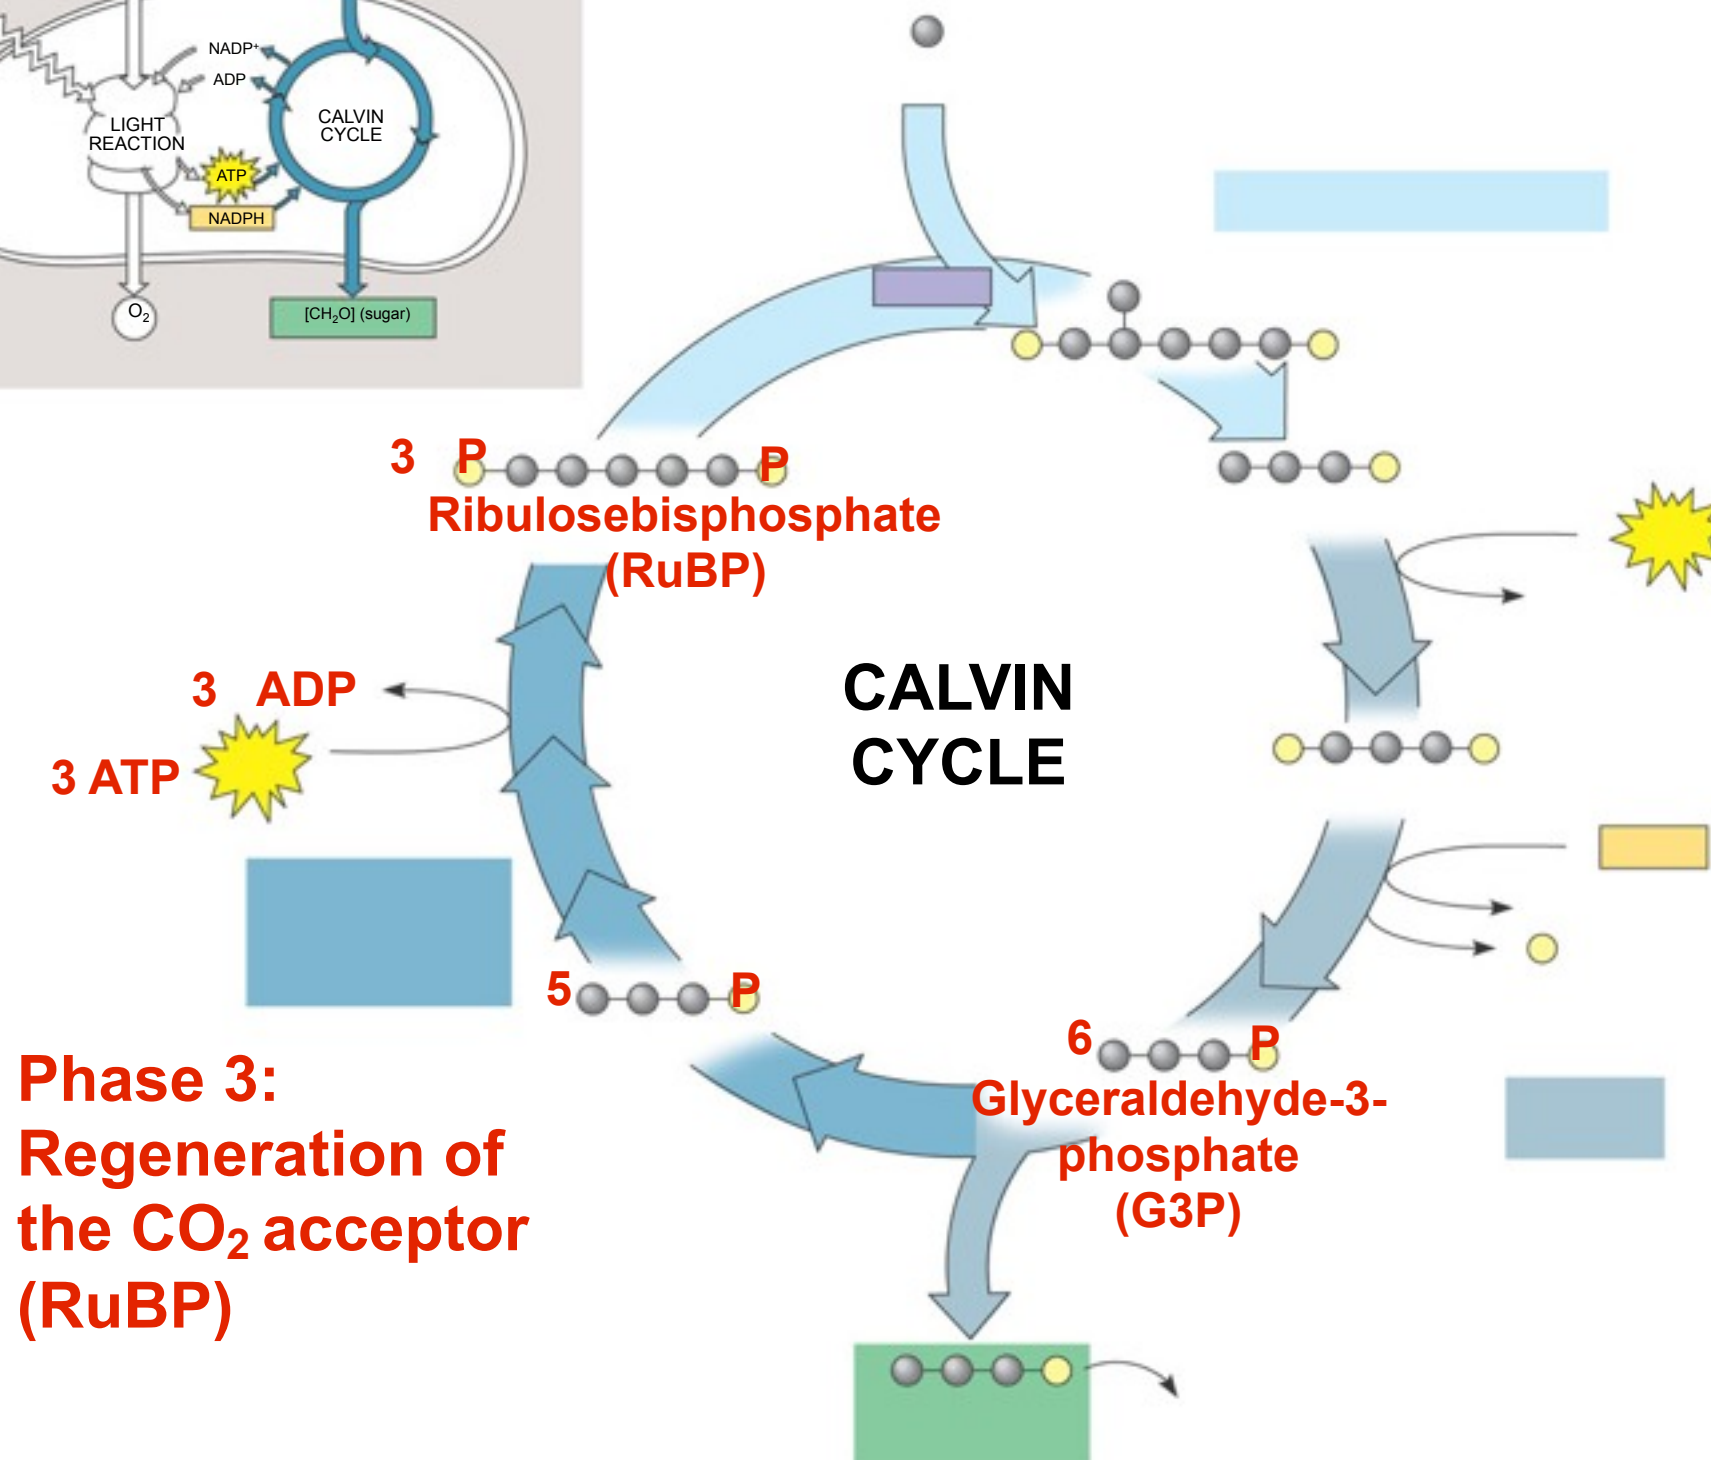 NADP+
ADP
LIGHT
REACTION
CALVIN
CYCLE
ATP
NADPH
O2
[CH2O] (sugar)
3 P P
Ribulosebisphosphate
(RuBP)
3 ADP
3 ATP
CALVIN
CYCLE
5 P
6 P
Glyceraldehyde-3-
phosphate
(G3P)
Phase 3:
Regeneration of
the CO2 acceptor
(RuBP)